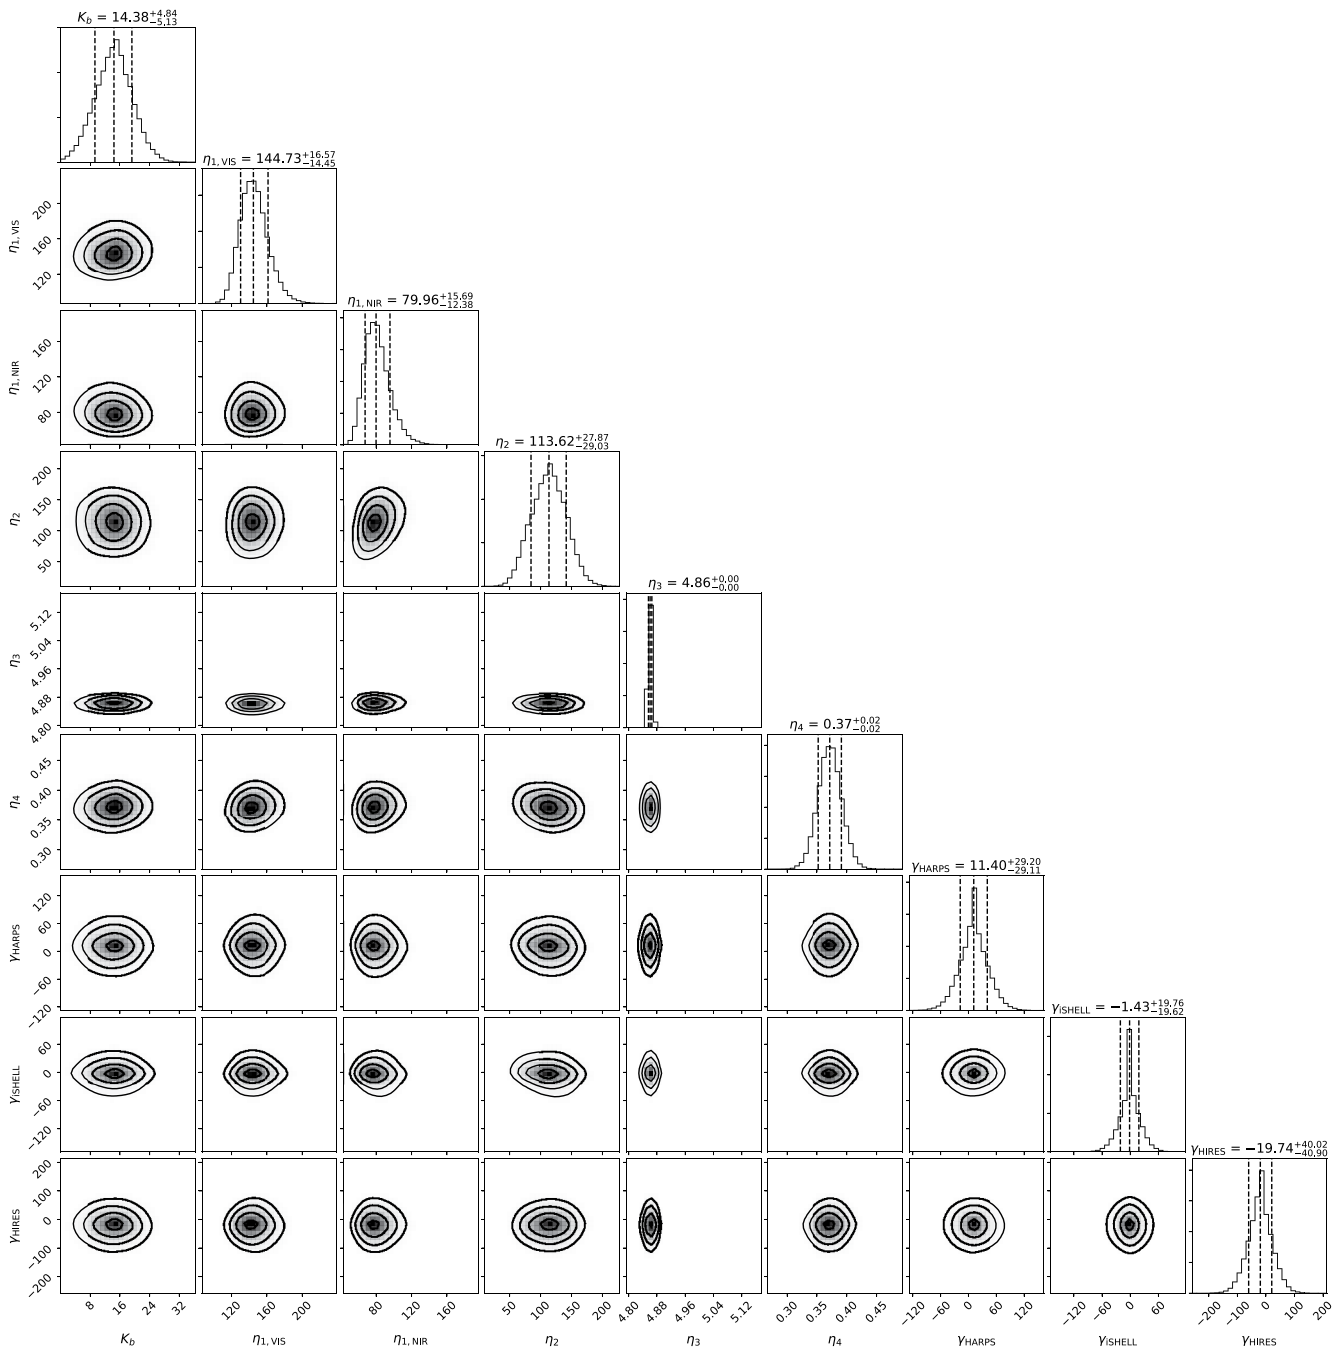 K_b = 14.38^{+4.84}_{-5.13}
η_{1, VIS} = 144.73^{+16.57}_{-14.45}
200
160
120
η_{1, VIS}
η_{1, NIR} = 79.96^{+15.69}_{-12.38}
160
120
80
η_{1, NIR}
η_2 = 113.62^{+27.87}_{-29.03}
200
150
100
50
η_2
η_3 = 4.86^{+0.00}_{-0.00}
5.12
5.04
4.96
4.88
4.80
η_3
η_4 = 0.37^{+0.02}_{-0.02}
0.45
0.40
0.35
0.30
η_4
γ_{HARPS} = 11.40^{+29.20}_{-29.11}
120
60
0
−60
−120
γ_{HARPS}
γ_{iSHELL} = −1.43^{+19.76}_{-19.62}
60
0
−60
−120
γ_{iSHELL}
γ_{HIRES} = −19.74^{+40.02}_{-40.90}
200
100
0
−100
−200
γ_{HIRES}
8 16 24 32 120 160 200 80 120 160 50 100 150 200 4.80 4.88 4.96 5.04 5.12 0.30 0.35 0.40 0.45 −120 −60 0 60 120 −120 −60 0 60 −200 −100 0 100 200
K_b η_{1, VIS} η_{1, NIR} η_2 η_3 η_4 γ_{HARPS} γ_{iSHELL} γ_{HIRES}